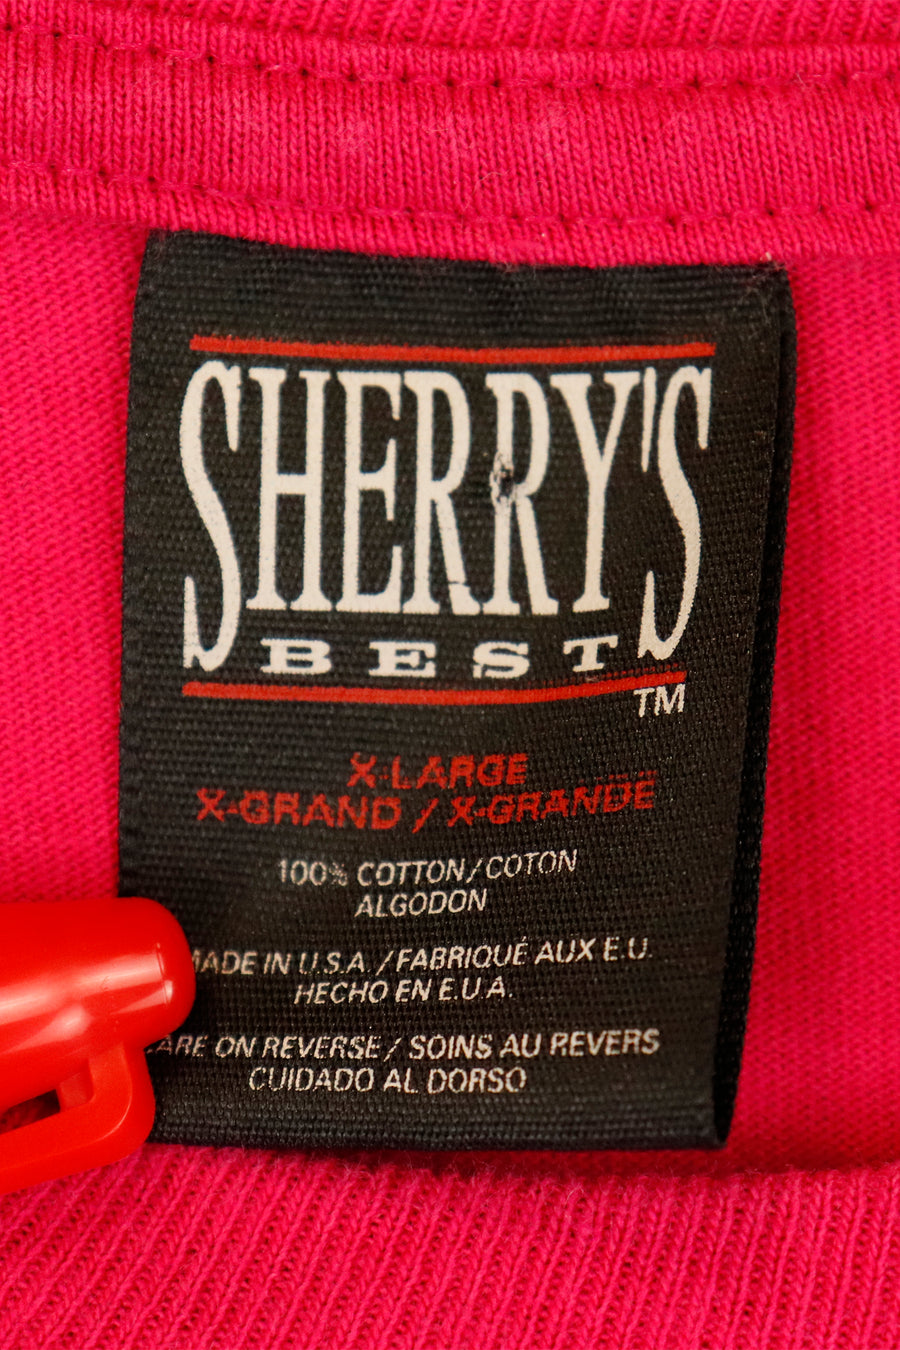 SHERRY'S
BEST
TM
X-LARGE
X-GRAND / X-GRANDE
100% COTTON / COTON
ALGODON
MADE IN U.S.A. / FABRIQUÉ AUX E.U.
HECHO EN E.U.A.
CARE ON REVERSE / SOINS AU REVERS
CUIDADO AL DORSO